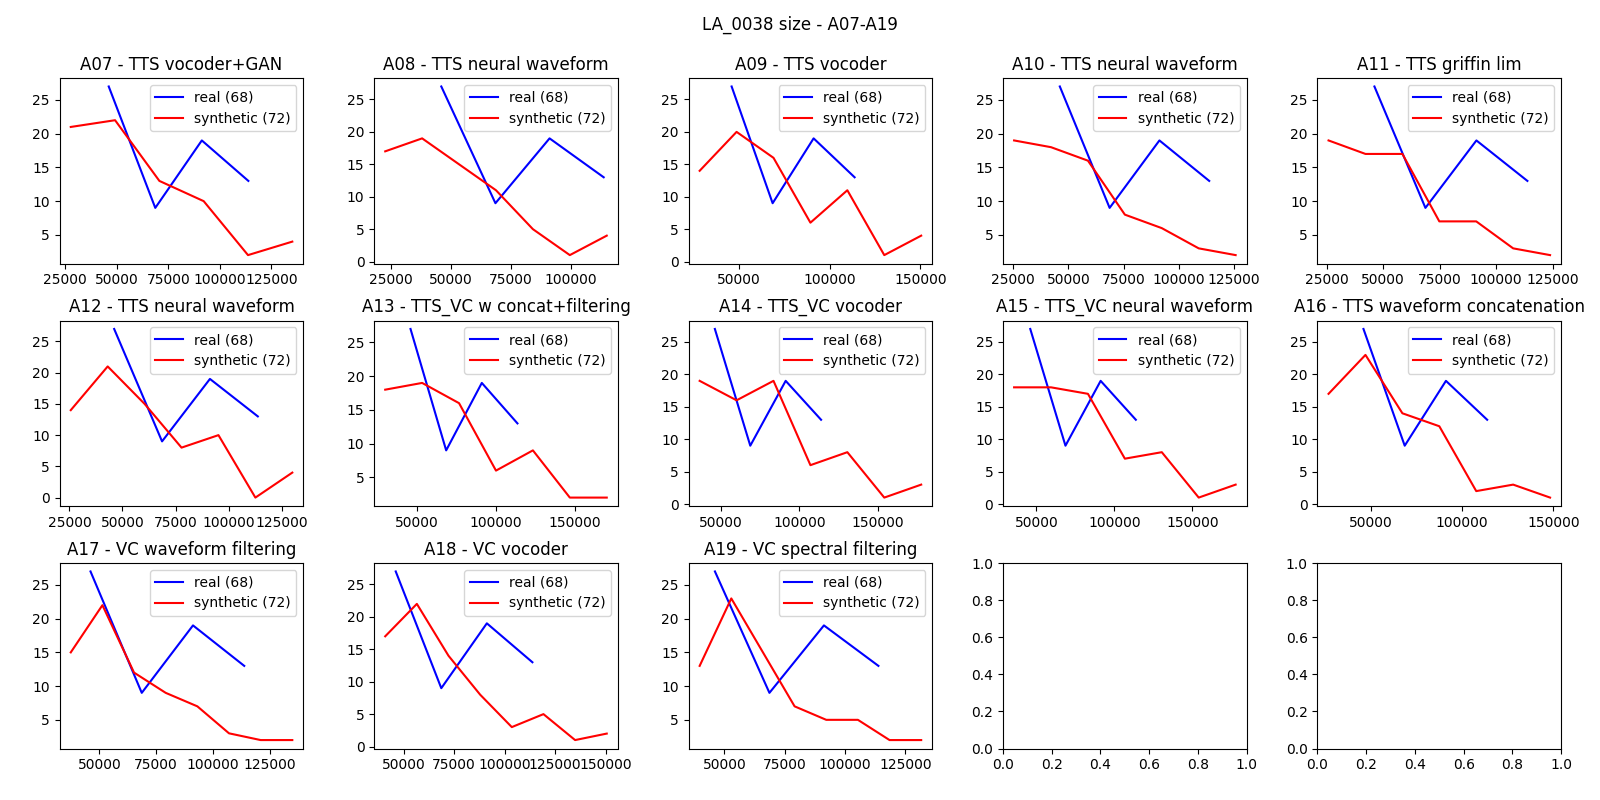 LA_0038 size - A07-A19
A07 - TTS vocoder+GAN
25
20
15
10
5
25000 50000 75000 100000 125000
real (68)
synthetic (72)
A08 - TTS neural waveform
25
20
15
10
5
0
25000 50000 75000 100000
real (68)
synthetic (72)
A09 - TTS vocoder
25
20
15
10
5
0
50000 100000 150000
real (68)
synthetic (72)
A10 - TTS neural waveform
25
20
15
10
5
25000 50000 75000 100000 125000
real (68)
synthetic (72)
A11 - TTS griffin lim
25
20
15
10
5
25000 50000 75000 100000 125000
real (68)
synthetic (72)
A12 - TTS neural waveform
25
20
15
10
5
0
25000 50000 75000 100000 125000
real (68)
synthetic (72)
A13 - TTS_VC w concat+filtering
25
20
15
10
5
50000 100000 150000
real (68)
synthetic (72)
A14 - TTS_VC vocoder
25
20
15
10
5
0
50000 100000 150000
real (68)
synthetic (72)
A15 - TTS_VC neural waveform
25
20
15
10
5
0
50000 100000 150000
real (68)
synthetic (72)
A16 - TTS waveform concatenation
25
20
15
10
5
0
50000 100000 150000
real (68)
synthetic (72)
A17 - VC waveform filtering
25
20
15
10
5
50000 75000 100000 125000
real (68)
synthetic (72)
A18 - VC vocoder
25
20
15
10
5
0
50000 75000 100000 125000 150000
real (68)
synthetic (72)
A19 - VC spectral filtering
25
20
15
10
5
50000 75000 100000 125000
real (68)
synthetic (72)
1.0
0.8
0.6
0.4
0.2
0.0
0.0 0.2 0.4 0.6 0.8 1.0
1.0
0.8
0.6
0.4
0.2
0.0
0.0 0.2 0.4 0.6 0.8 1.0